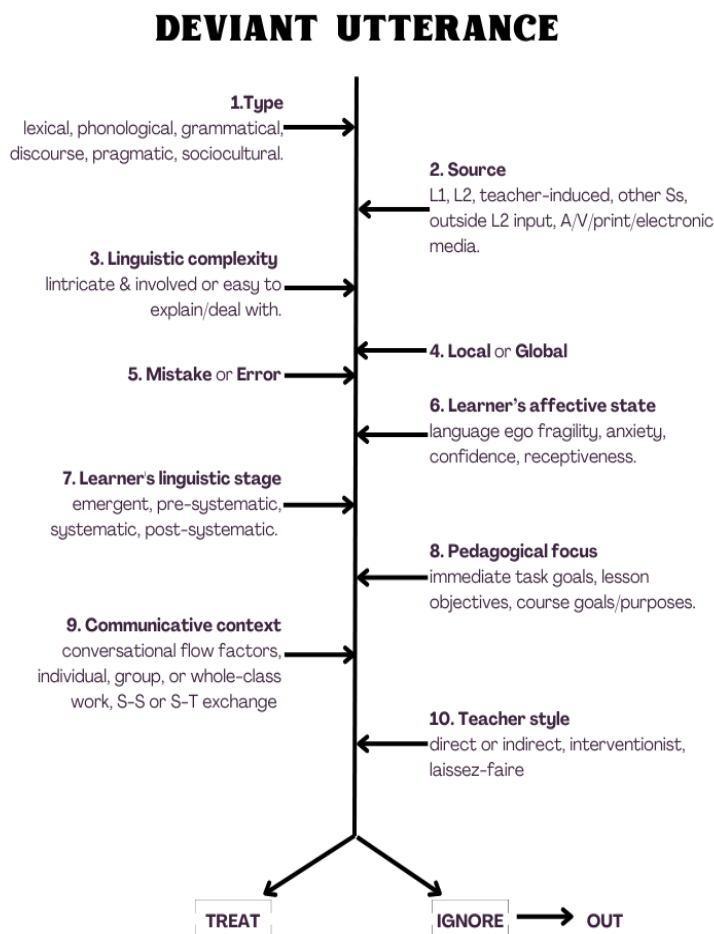 DEVIANT UTTERANCE
1.Type
lexical, phonological, grammatical,
discourse, pragmatic, sociocultural.
2. Source
L1, L2, teacher-induced, other Ss,
outside L2 input, A/V/print/electronic
media.
3. Linguistic complexity
lintricate & involved or easy to
explain/deal with.
4. Local or Global
5. Mistake or Error
6. Learner's affective state
language ego fragility, anxiety,
confidence, receptiveness.
7. Learner's linguistic stage
emergent, pre-systematic,
systematic, post-systematic.
8. Pedagogical focus
immediate task goals, lesson
objectives, course goals/purposes.
9. Communicative context
conversational flow factors,
individual, group, or whole-class
work, S-S or S-T exchange
10. Teacher style
direct or indirect, interventionist,
laissez-faire
TREAT
IGNORE
OUT